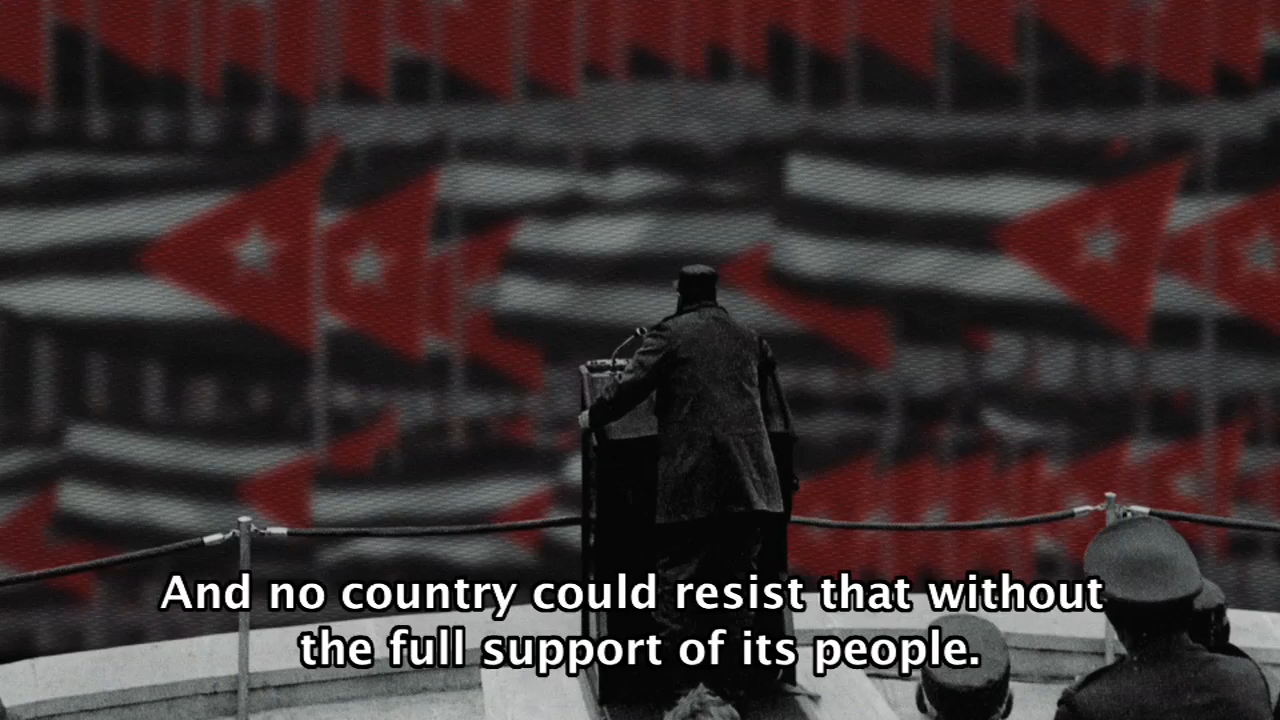 And no country could resist that without
the full support of its people.